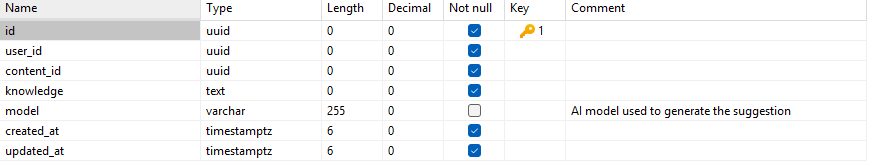 Name Type Length Decimal Not null Key Comment
id uuid 0 0 1
user_id uuid 0 0
content_id uuid 0 0
knowledge text 0 0
model varchar 255 0 AI model used to generate the suggestion
created_at timestamptz 6 0
updated_at timestamptz 6 0